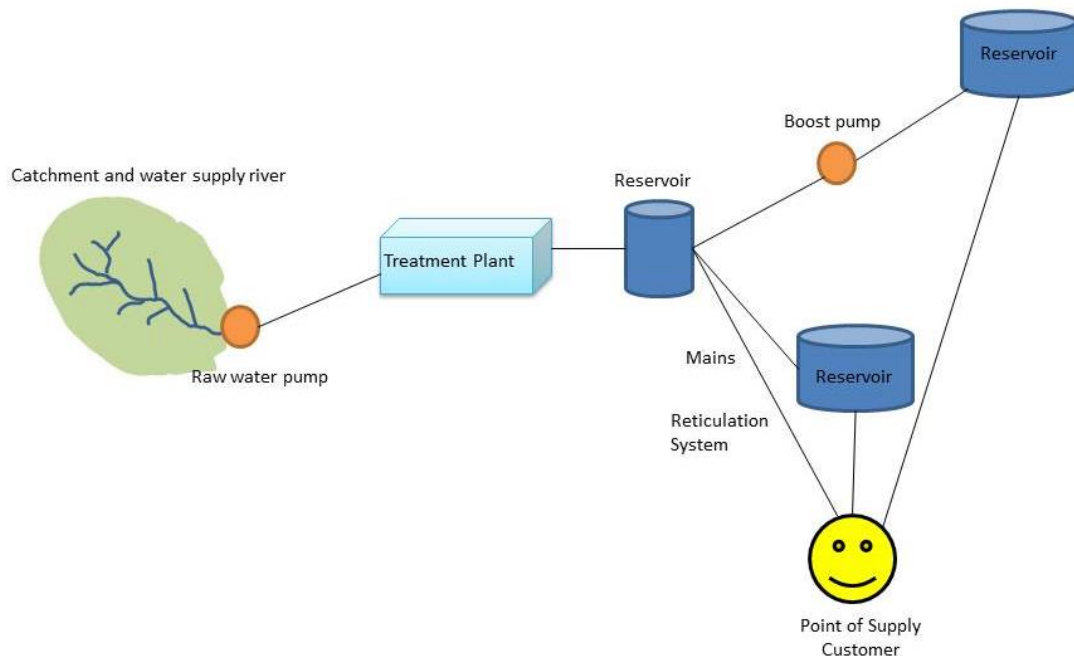 Reservoir
Boost pump
Catchment and water supply river
Reservoir
Treatment Plant
Raw water pump
Mains
Reservoir
Reticulation
System
Point of Supply
Customer